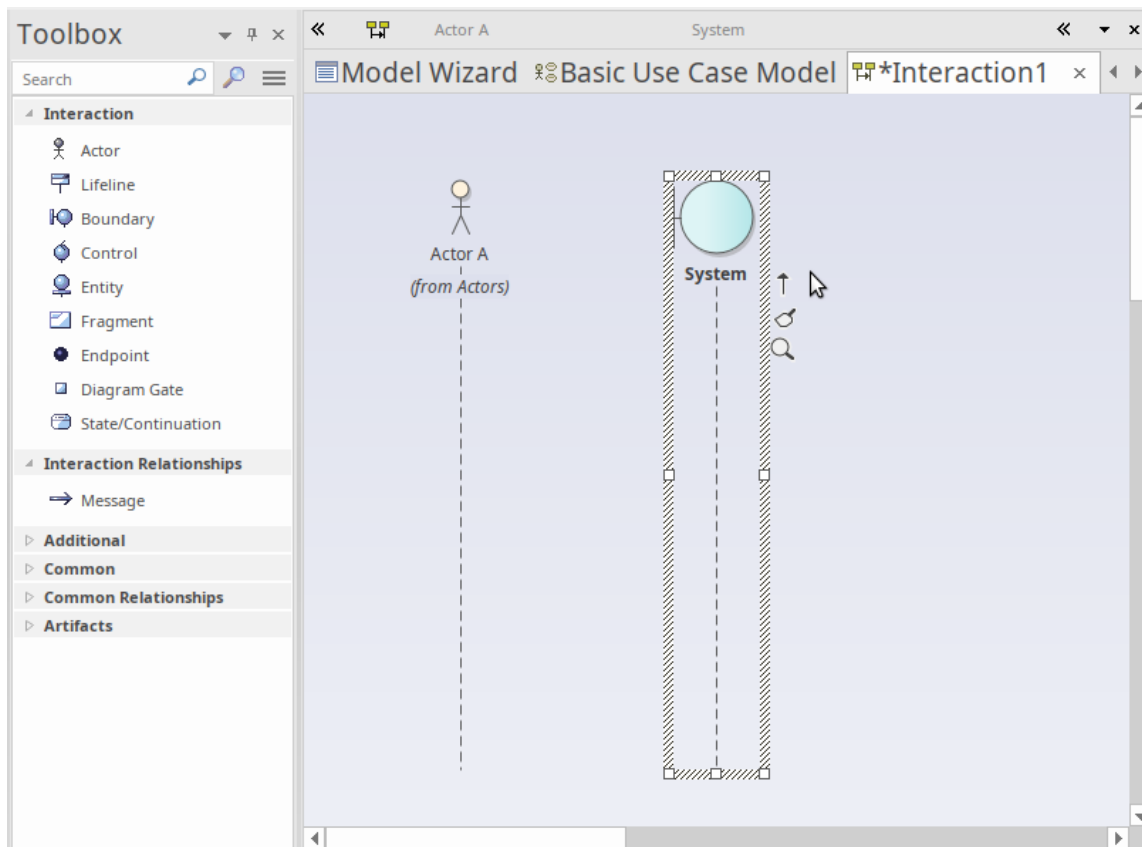 Toolbox
Search
Interaction
Actor
Lifeline
Boundary
Control
Entity
Fragment
Endpoint
Diagram Gate
State/Continuation
Interaction Relationships
Message
Additional
Common
Common Relationships
Artifacts
Actor A System
Model Wizard Basic Use Case Model *Interaction1
Actor A
(from Actors)
System